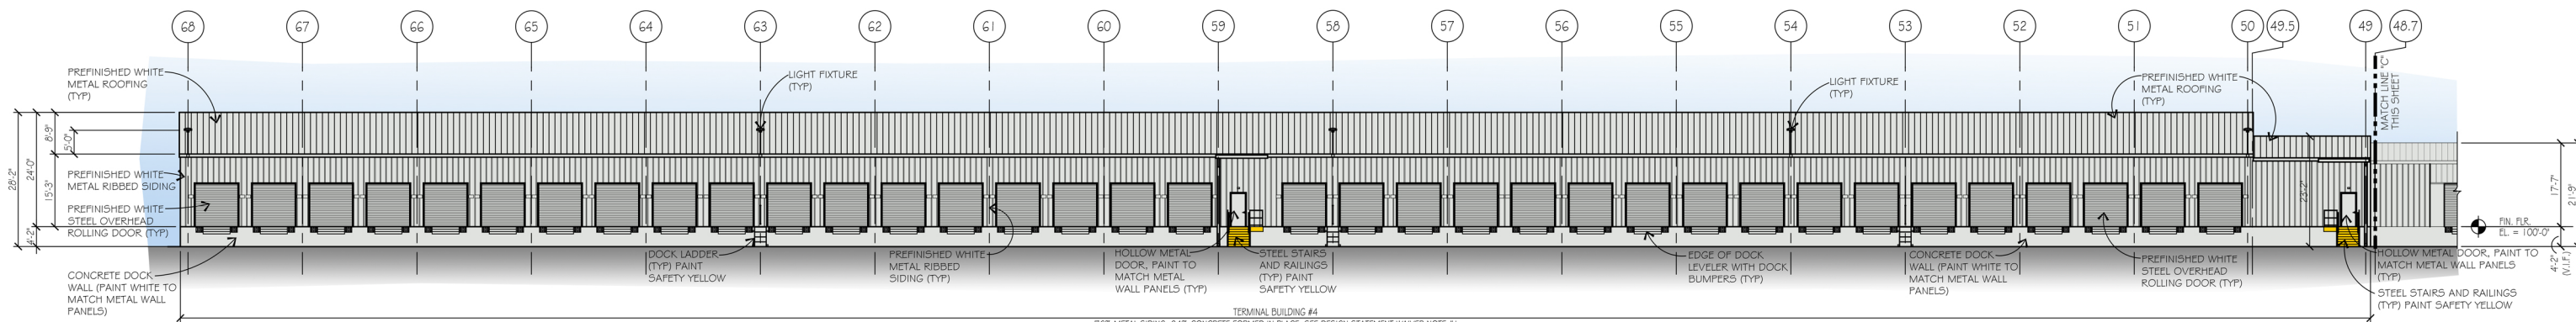 68 67 66 65 64 63 62 61 60 59 58 57 56 55 54 53 52 51 50 49.5 49 48.7
PREFINISHED WHITE
METAL ROOFING
(TYP)
LIGHT FIXTURE
(TYP)
LIGHT FIXTURE
(TYP)
PREFINISHED WHITE
METAL ROOFING
(TYP)
MATCH LINE "C"
THIS SHEET
28'-2"
24'-0"
8'-9"
5'-0"
15'-3"
4'-2"
PREFINISHED WHITE
METAL RIBBED SIDING
PREFINISHED WHITE
STEEL OVERHEAD
ROLLING DOOR (TYP)
CONCRETE DOCK
WALL (PAINT WHITE TO
MATCH METAL WALL
PANELS)
DOCK LADDER
(TYP) PAINT
SAFETY YELLOW
PREFINISHED WHITE
METAL RIBBED
SIDING (TYP)
HOLLOW METAL
DOOR, PAINT TO
MATCH METAL
WALL PANELS (TYP)
STEEL STAIRS
AND RAILINGS
(TYP) PAINT
SAFETY YELLOW
EDGE OF DOCK
LEVELER WITH DOCK
BUMPERS (TYP)
CONCRETE DOCK
WALL (PAINT WHITE TO
MATCH METAL WALL
PANELS)
PREFINISHED WHITE
STEEL OVERHEAD
ROLLING DOOR (TYP)
23'-2"
17'-7"
21'-9"
FIN. FLR.
EL. = 100'-0"
4'-2"
(V.I.F.)
HOLLOW METAL DOOR, PAINT TO
MATCH METAL WALL PANELS
(TYP)
STEEL STAIRS AND RAILINGS
(TYP) PAINT SAFETY YELLOW
TERMINAL BUILDING #4